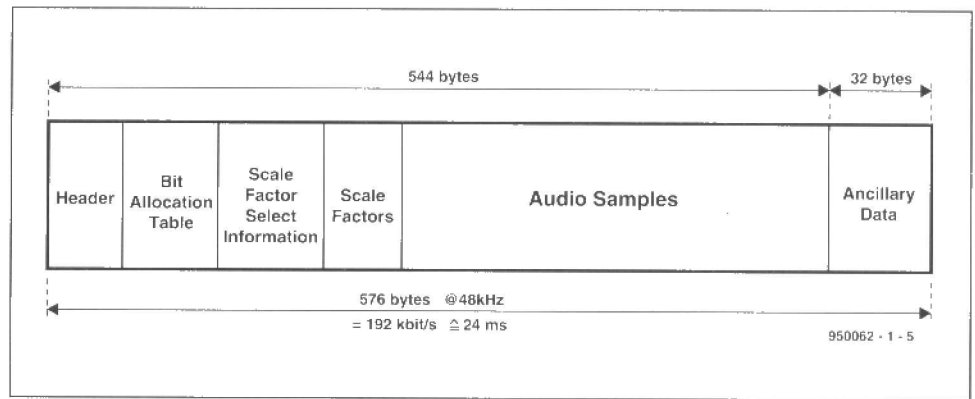 544 bytes
32 bytes
Header
Bit
Allocation
Table
Scale
Factor
Select
Information
Scale
Factors
Audio Samples
Ancillary
Data
576 bytes @48kHz
= 192 kbit/s ≙ 24 ms
950062 - 1 - 5